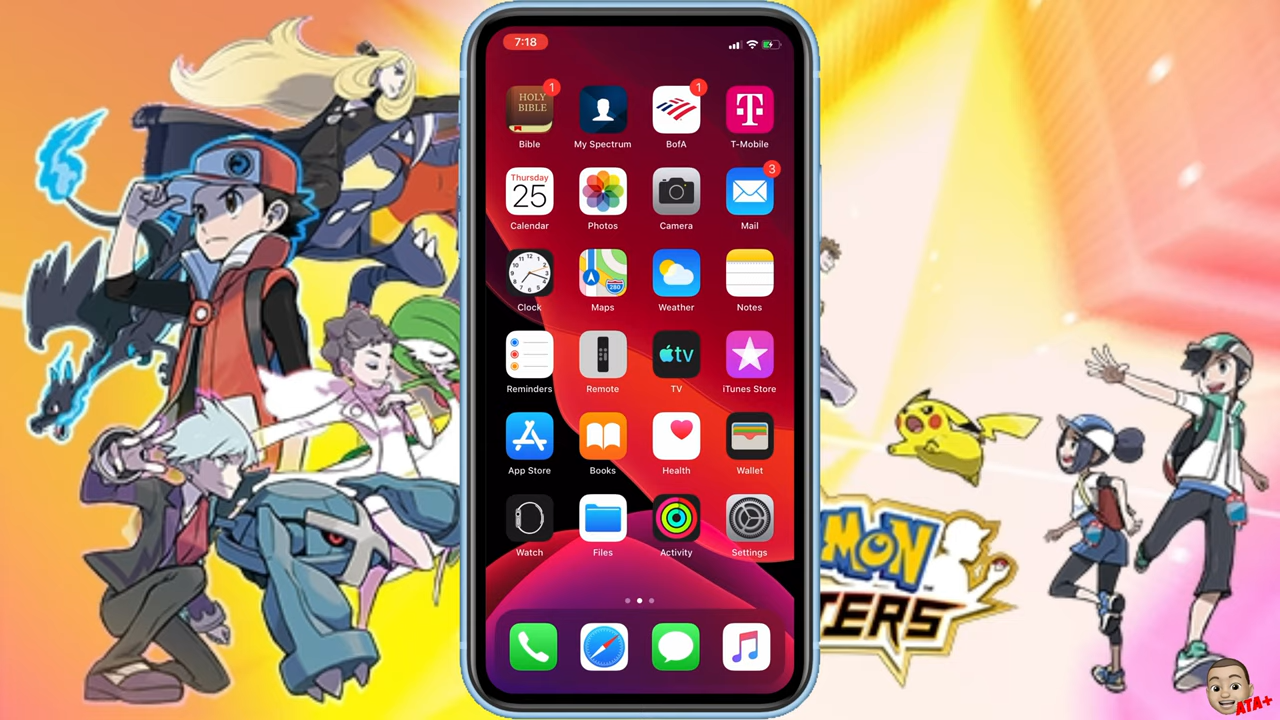 7:18
1
HOLY
BIBLE
1
T
Bible
My Spectrum
BofA
T-Mobile
Thursday
25
3
Calendar
Photos
Camera
Mail
280
Clock
Maps
Weather
Notes
tv
Reminders
Remote
TV
iTunes Store
App Store
Books
Health
Wallet
Watch
Files
Activity
Settings
MON
TERS
ATA+